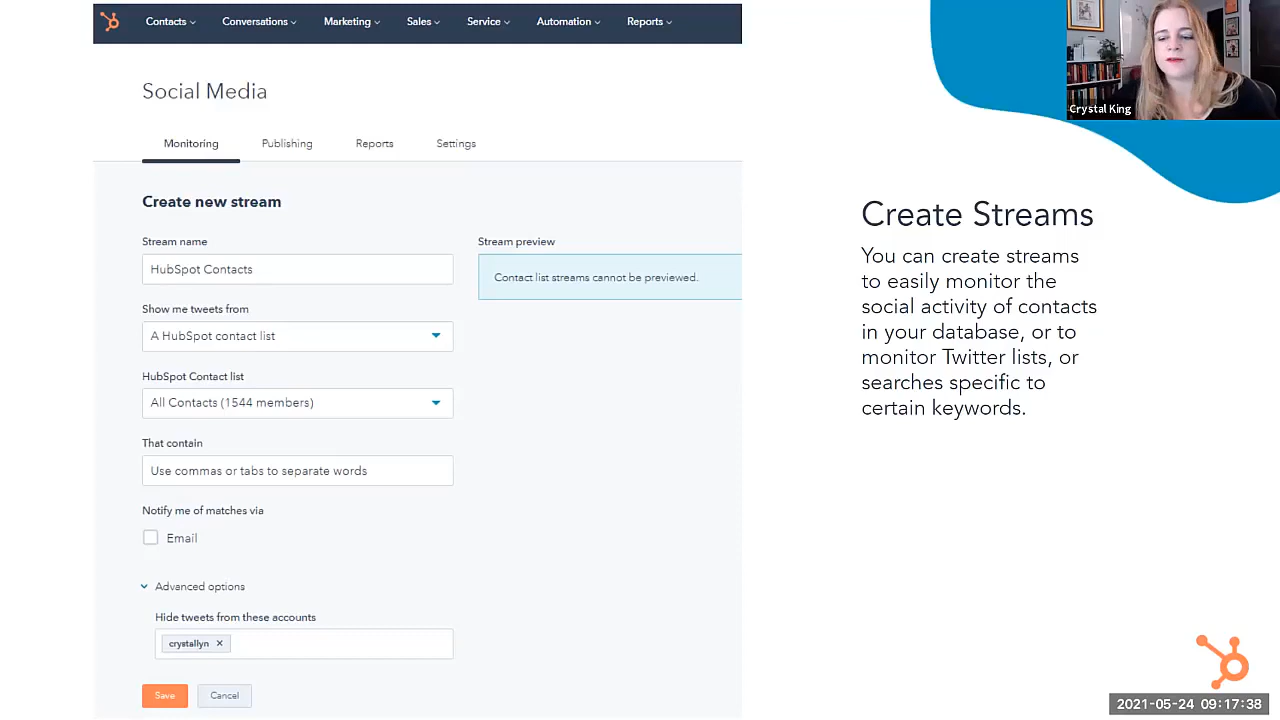 Contacts Conversations Marketing Sales Service Automation Reports
Crystal King
Social Media
Monitoring Publishing Reports Settings
Create new stream
Stream name
HubSpot Contacts
Show me tweets from
A HubSpot contact list
HubSpot Contact list
All Contacts (1544 members)
That contain
Use commas or tabs to separate words
Notify me of matches via
Email
Advanced options
Hide tweets from these accounts
crystallyn ×
Save Cancel
Stream preview
Contact list streams cannot be previewed.
Create Streams
You can create streams
to easily monitor the
social activity of contacts
in your database, or to
monitor Twitter lists, or
searches specific to
certain keywords.
2021-05-24 09:17:38